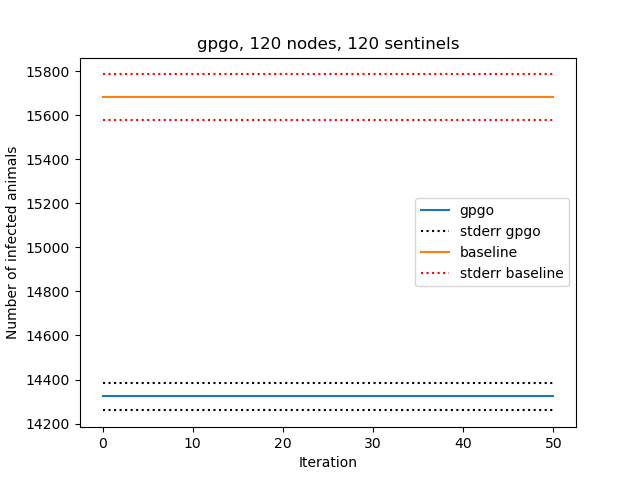 gpgo, 120 nodes, 120 sentinels
Number of infected animals
15800
15600
15400
15200
15000
14800
14600
14400
14200
gpgo
stderr gpgo
baseline
stderr baseline
0 10 20 30 40 50
Iteration